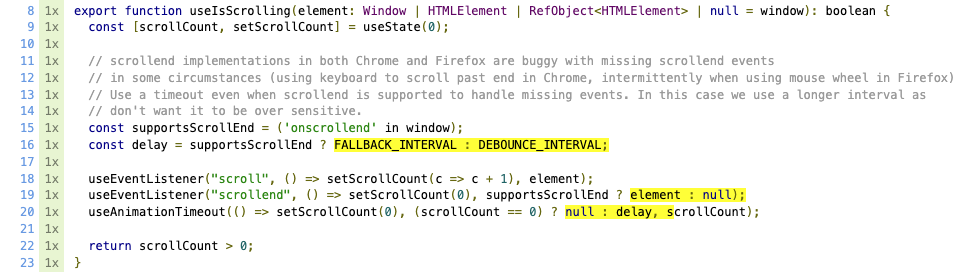 8 1x export function useIsScrolling(element: Window | HTMLElement | RefObject<HTMLElement> | null = window): boolean {
9 1x   const [scrollCount, setScrollCount] = useState(0);
10 1x
11 1x   // scrollend implementations in both Chrome and Firefox are buggy with missing scrollend events
12 1x   // in some circumstances (using keyboard to scroll past end in Chrome, intermittently when using mouse wheel in Firefox)
13 1x   // Use a timeout even when scrollend is supported to handle missing events. In this case we use a longer interval as
14 1x   // don't want it to be over sensitive.
15 1x   const supportsScrollEnd = ('onscrollend' in window);
16 1x   const delay = supportsScrollEnd ? FALLBACK_INTERVAL : DEBOUNCE_INTERVAL;
17 1x
18 1x   useEventListener("scroll", () => setScrollCount(c => c + 1), element);
19 1x   useEventListener("scrollend", () => setScrollCount(0), supportsScrollEnd ? element : null);
20 1x   useAnimationTimeout(() => setScrollCount(0), (scrollCount == 0) ? null : delay, scrollCount);
21 1x
22 1x   return scrollCount > 0;
23 1x }